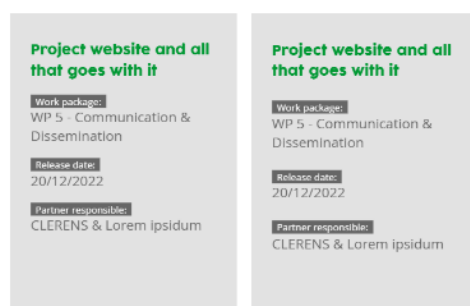 Project website and all
that goes with it
Work package:
WP 5 - Communication &
Dissemination
Release date:
20/12/2022
Partner responsible:
CLERENS & Lorem ipsidum
Project website and all
that goes with it
Work package:
WP 5 - Communication &
Dissemination
Release date:
20/12/2022
Partner responsible:
CLERENS & Lorem ipsidum